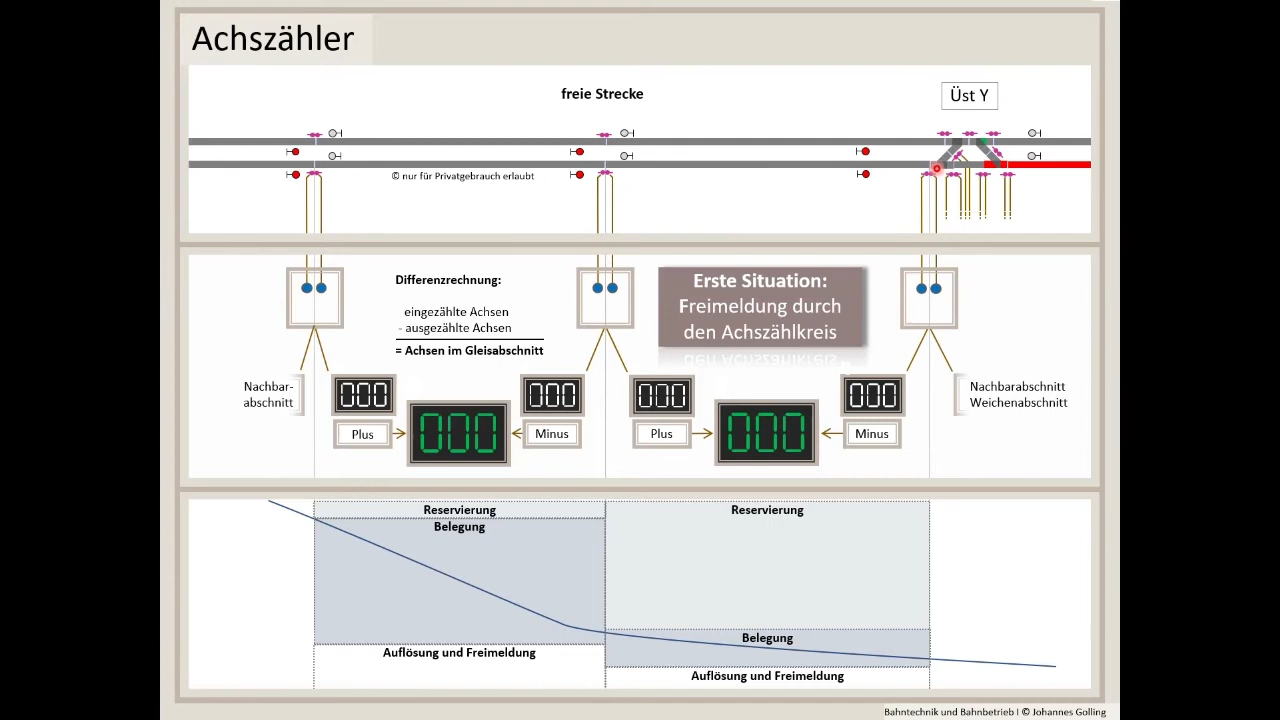 Achszähler
freie Strecke
Üst Y
© nur für Privatgebrauch erlaubt
Differenzrechnung:
eingezählte Achsen
- ausgezählte Achsen
= Achsen im Gleisabschnitt
Erste Situation:
Freimeldung durch
den Achszählkreis
Nachbar-
abschnitt
000
000
000
000
Nachbarabschnitt
Weichenabschnitt
000
000
Plus
Minus
Plus
Minus
Reservierung
Reservierung
Belegung
Belegung
Auflösung und Freimeldung
Auflösung und Freimeldung
Bahntechnik und Bahnbetrieb I © Johannes Golling